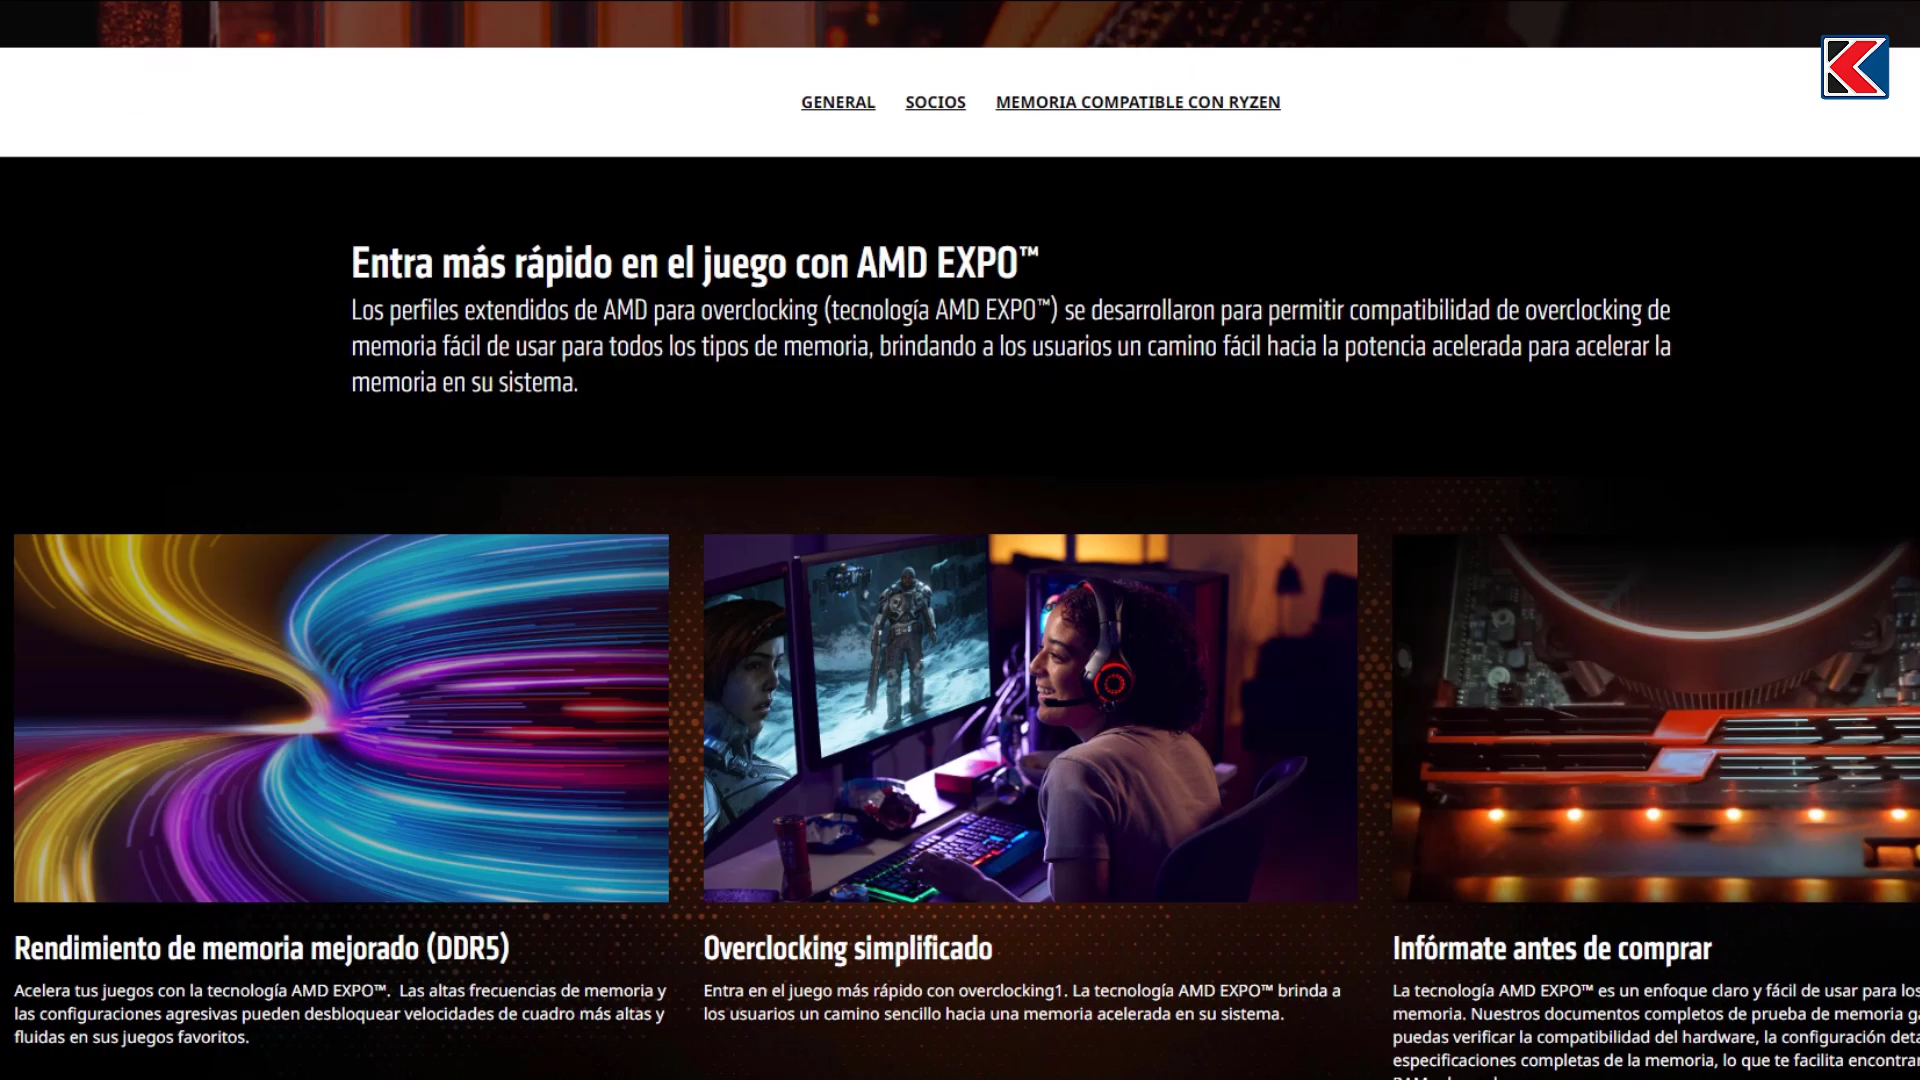 GENERAL SOCIOS MEMORIA COMPATIBLE CON RYZEN
Entra más rápido en el juego con AMD EXPO™
Los perfiles extendidos de AMD para overclocking (tecnología AMD EXPO™) se desarrollaron para permitir compatibilidad de overclocking de
memoria fácil de usar para todos los tipos de memoria, brindando a los usuarios un camino fácil hacia la potencia acelerada para acelerar la
memoria en su sistema.
Rendimiento de memoria mejorado (DDR5)
Acelera tus juegos con la tecnología AMD EXPO™. Las altas frecuencias de memoria y
las configuraciones agresivas pueden desbloquear velocidades de cuadro más altas y
fluidas en sus juegos favoritos.
Overclocking simplificado
Entra en el juego más rápido con overclocking1. La tecnología AMD EXPO™ brinda a
los usuarios un camino sencillo hacia una memoria acelerada en su sistema.
Infórmate antes de comprar
La tecnología AMD EXPO™ es un enfoque claro y fácil de usar para los
memoria. Nuestros documentos completos de prueba de memoria
puedas verificar la compatibilidad del hardware, la configuración
especificaciones completas de la memoria, lo que te facilita